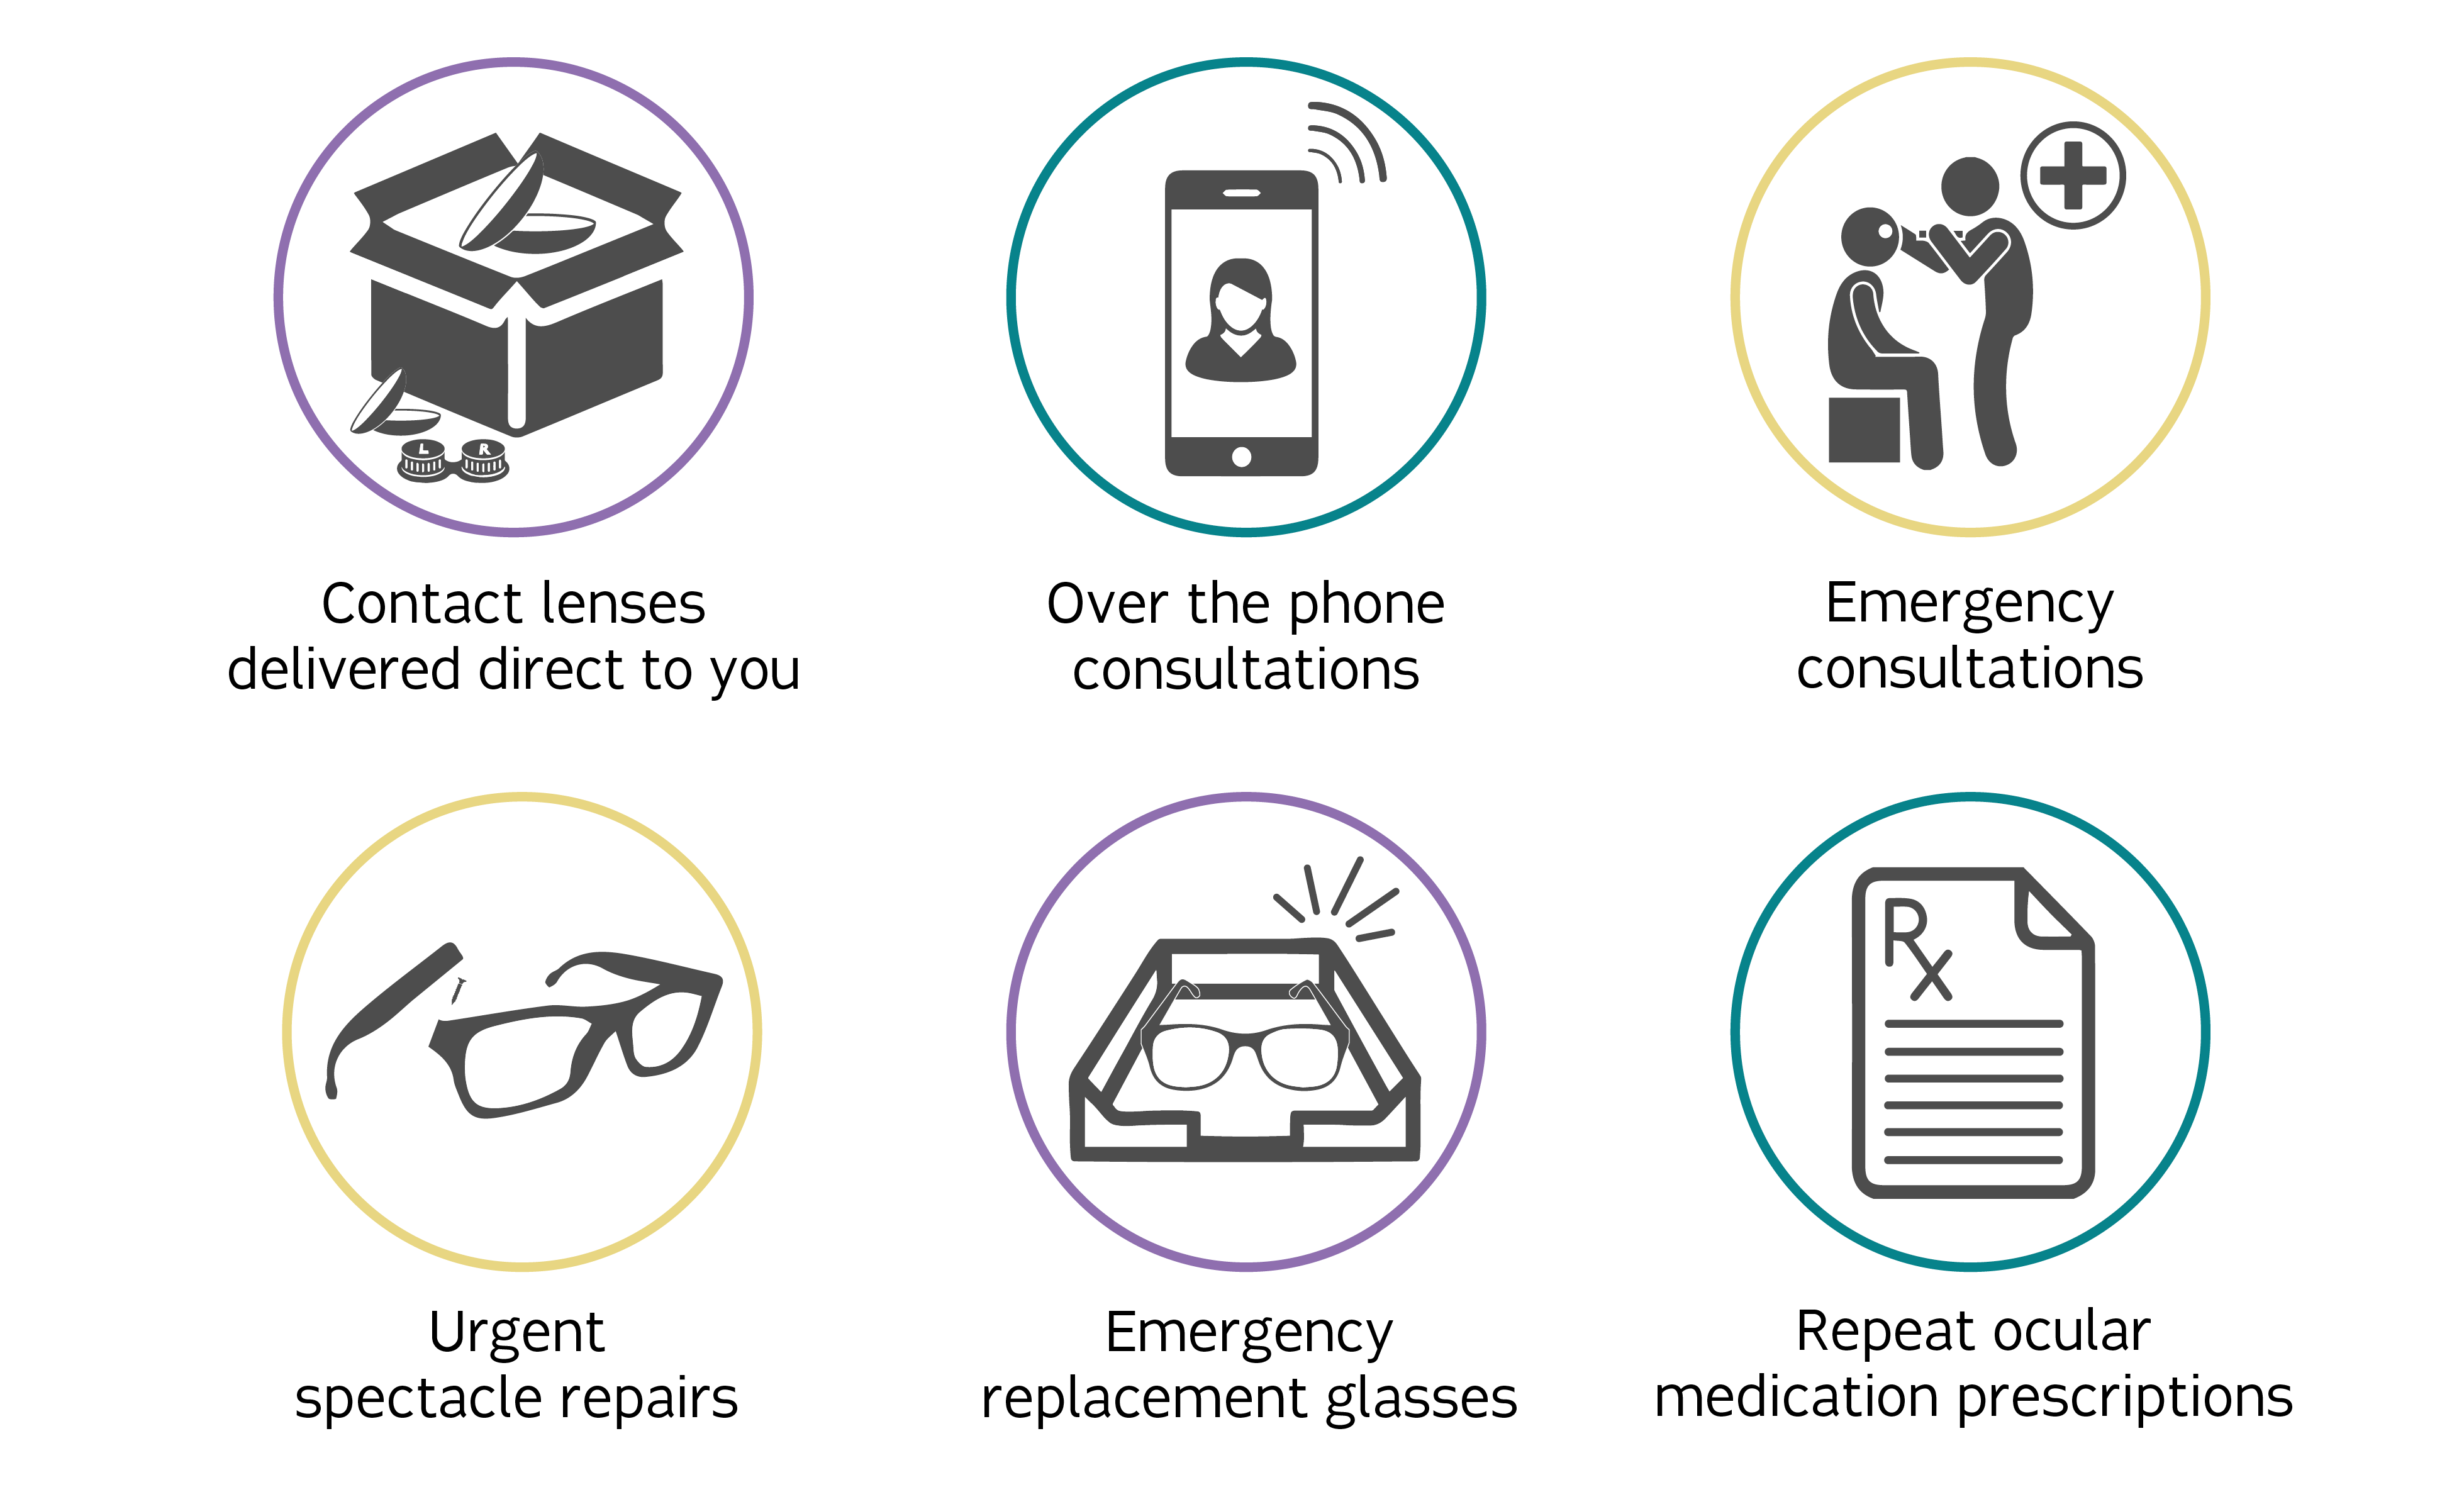 L R
Contact lenses
delivered direct to you
Over the phone
consultations
Emergency
consultations
Urgent
spectacle repairs
Emergency
replacement glasses
Rx
Repeat ocular
medication prescriptions